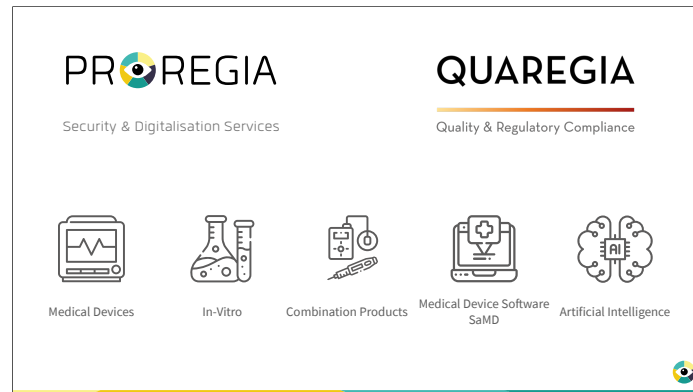 PROREGIA
QUAREGIA
Security & Digitalisation Services
Quality & Regulatory Compliance
AI
Medical Devices
In-Vitro
Combination Products
Medical Device Software
SaMD
Artificial Intelligence